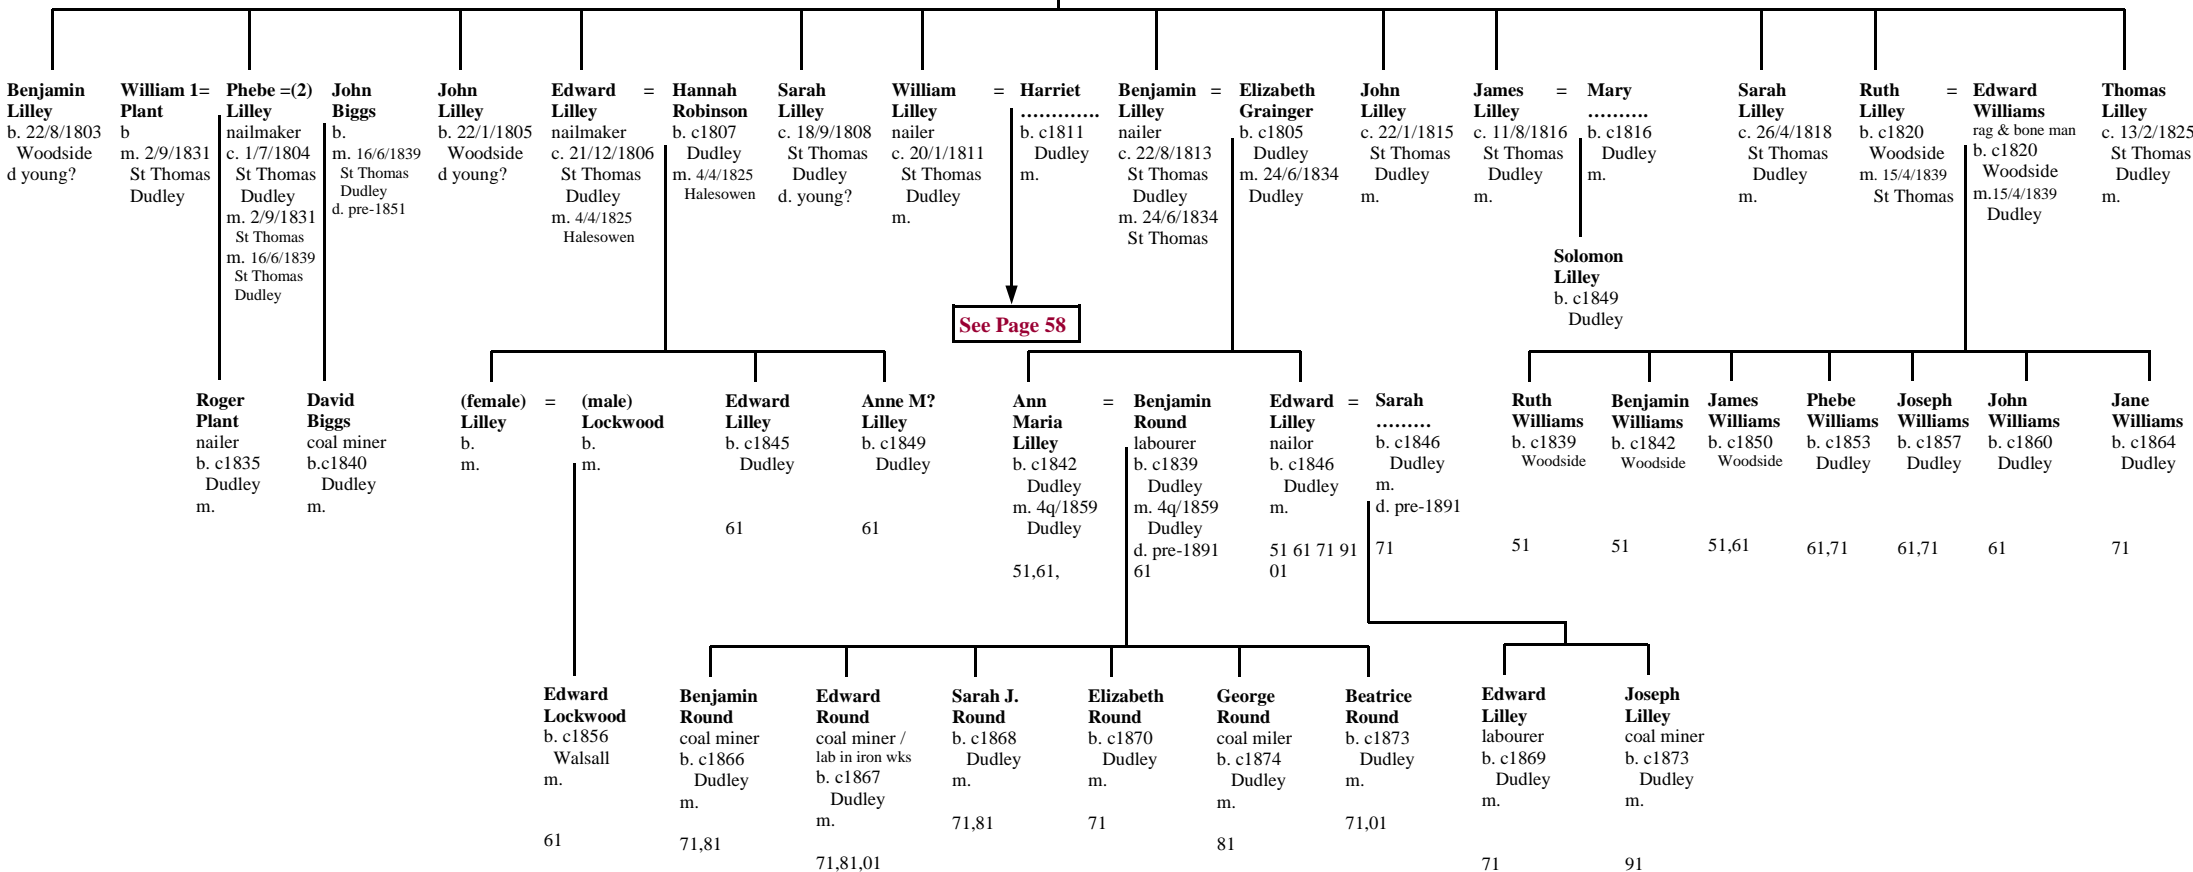 Benjamin
Lilley
b. 22/8/1803
Woodside
d young?
William 1=
Plant
b
m. 2/9/1831
St Thomas
Dudley
Phebe =(2)
Lilley
nailmaker
c. 1/7/1804
St Thomas
Dudley
m. 2/9/1831
St Thomas
m. 16/6/1839
St Thomas
Dudley
John
Biggs
b.
m. 16/6/1839
St Thomas
Dudley
d. pre-1851
John
Lilley
b. 22/1/1805
Woodside
d young?
Edward =
Lilley
nailmaker
c. 21/12/1806
St Thomas
Dudley
m. 4/4/1825
Halesowen
Hannah
Robinson
b. c1807
Dudley
m. 4/4/1825
Halesowen
Sarah
Lilley
c. 18/9/1808
St Thomas
Dudley
d. young?
William =
Lilley
nailer
c. 20/1/1811
St Thomas
Dudley
m.
Harriet
.............
b. c1811
Dudley
m.
Benjamin =
Lilley
nailer
c. 22/8/1813
St Thomas
Dudley
m. 24/6/1834
St Thomas
Elizabeth
Grainger
b. c1805
Dudley
m. 24/6/1834
Dudley
John
Lilley
c. 22/1/1815
St Thomas
Dudley
m.
James =
Lilley
c. 11/8/1816
St Thomas
Dudley
m.
Mary
..........
b. c1816
Dudley
m.
Sarah
Lilley
c. 26/4/1818
St Thomas
Dudley
m.
Ruth =
Lilley
b. c1820
Woodside
m. 15/4/1839
St Thomas
Edward
Williams
rag & bone man
b. c1820
Woodside
m.15/4/1839
Dudley
Thomas
Lilley
c. 13/2/1825
St Thomas
Dudley
m.
Solomon
Lilley
b. c1849
Dudley
See Page 58
Roger
Plant
nailer
b. c1835
Dudley
m.
David
Biggs
coal miner
b.c1840
Dudley
m.
(female) =
Lilley
b.
m.
(male)
Lockwood
b.
m.
Edward
Lilley
b. c1845
Dudley
61
Anne M?
Lilley
b. c1849
Dudley
61
Ann =
Maria
Lilley
b. c1842
Dudley
m. 4q/1859
Dudley
51,61,
Benjamin
Round
labourer
b. c1839
Dudley
m. 4q/1859
Dudley
d. pre-1891
61
Edward =
Lilley
nailor
b. c1846
Dudley
m.
51 61 71 91
01
Sarah
.........
b. c1846
Dudley
m.
d. pre-1891
71
Ruth
Williams
b. c1839
Woodside
51
Benjamin
Williams
b. c1842
Woodside
51
James
Williams
b. c1850
Woodside
51,61
Phebe
Williams
b. c1853
Dudley
61,71
Joseph
Williams
b. c1857
Dudley
61,71
John
Williams
b. c1860
Dudley
61
Jane
Williams
b. c1864
Dudley
71
Edward
Lockwood
b. c1856
Walsall
m.
61
Benjamin
Round
coal miner
b. c1866
Dudley
m.
71,81
Edward
Round
coal miner /
lab in iron wks
b. c1867
Dudley
m.
71,81,01
Sarah J.
Round
b. c1868
Dudley
m.
71,81
Elizabeth
Round
b. c1870
Dudley
m.
71
George
Round
coal miler
b. c1874
Dudley
m.
81
Beatrice
Round
b. c1873
Dudley
m.
71,01
Edward
Lilley
labourer
b. c1869
Dudley
m.
71
Joseph
Lilley
coal miner
b. c1873
Dudley
m.
91